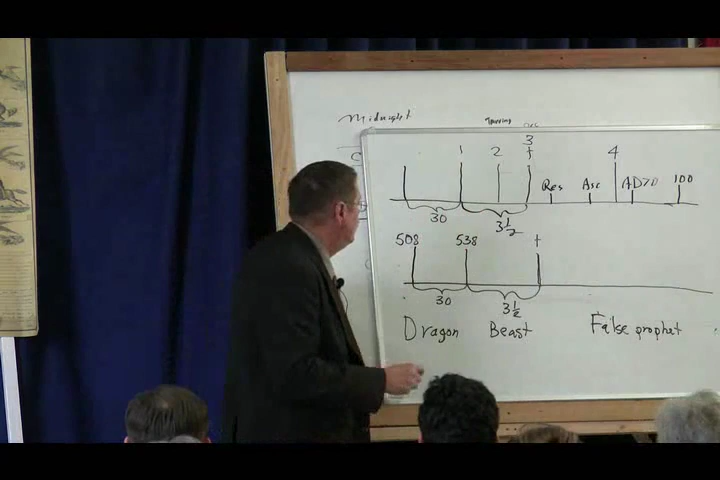 Midnight
1 2 3 4
Res Asc AD70 100
30 3½
508 538 +
30 3½
Dragon Beast False prophet